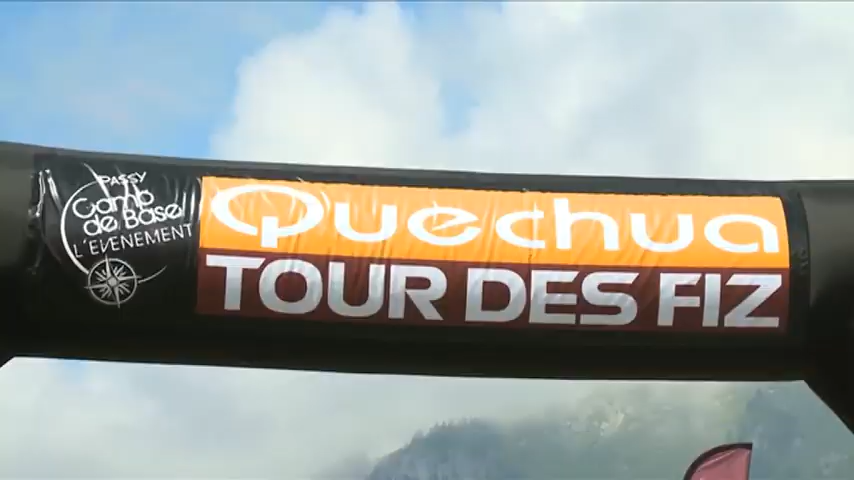 PASSY
Camp
de Base
L'EVENEMENT
Quechua
TOUR DES FIZ